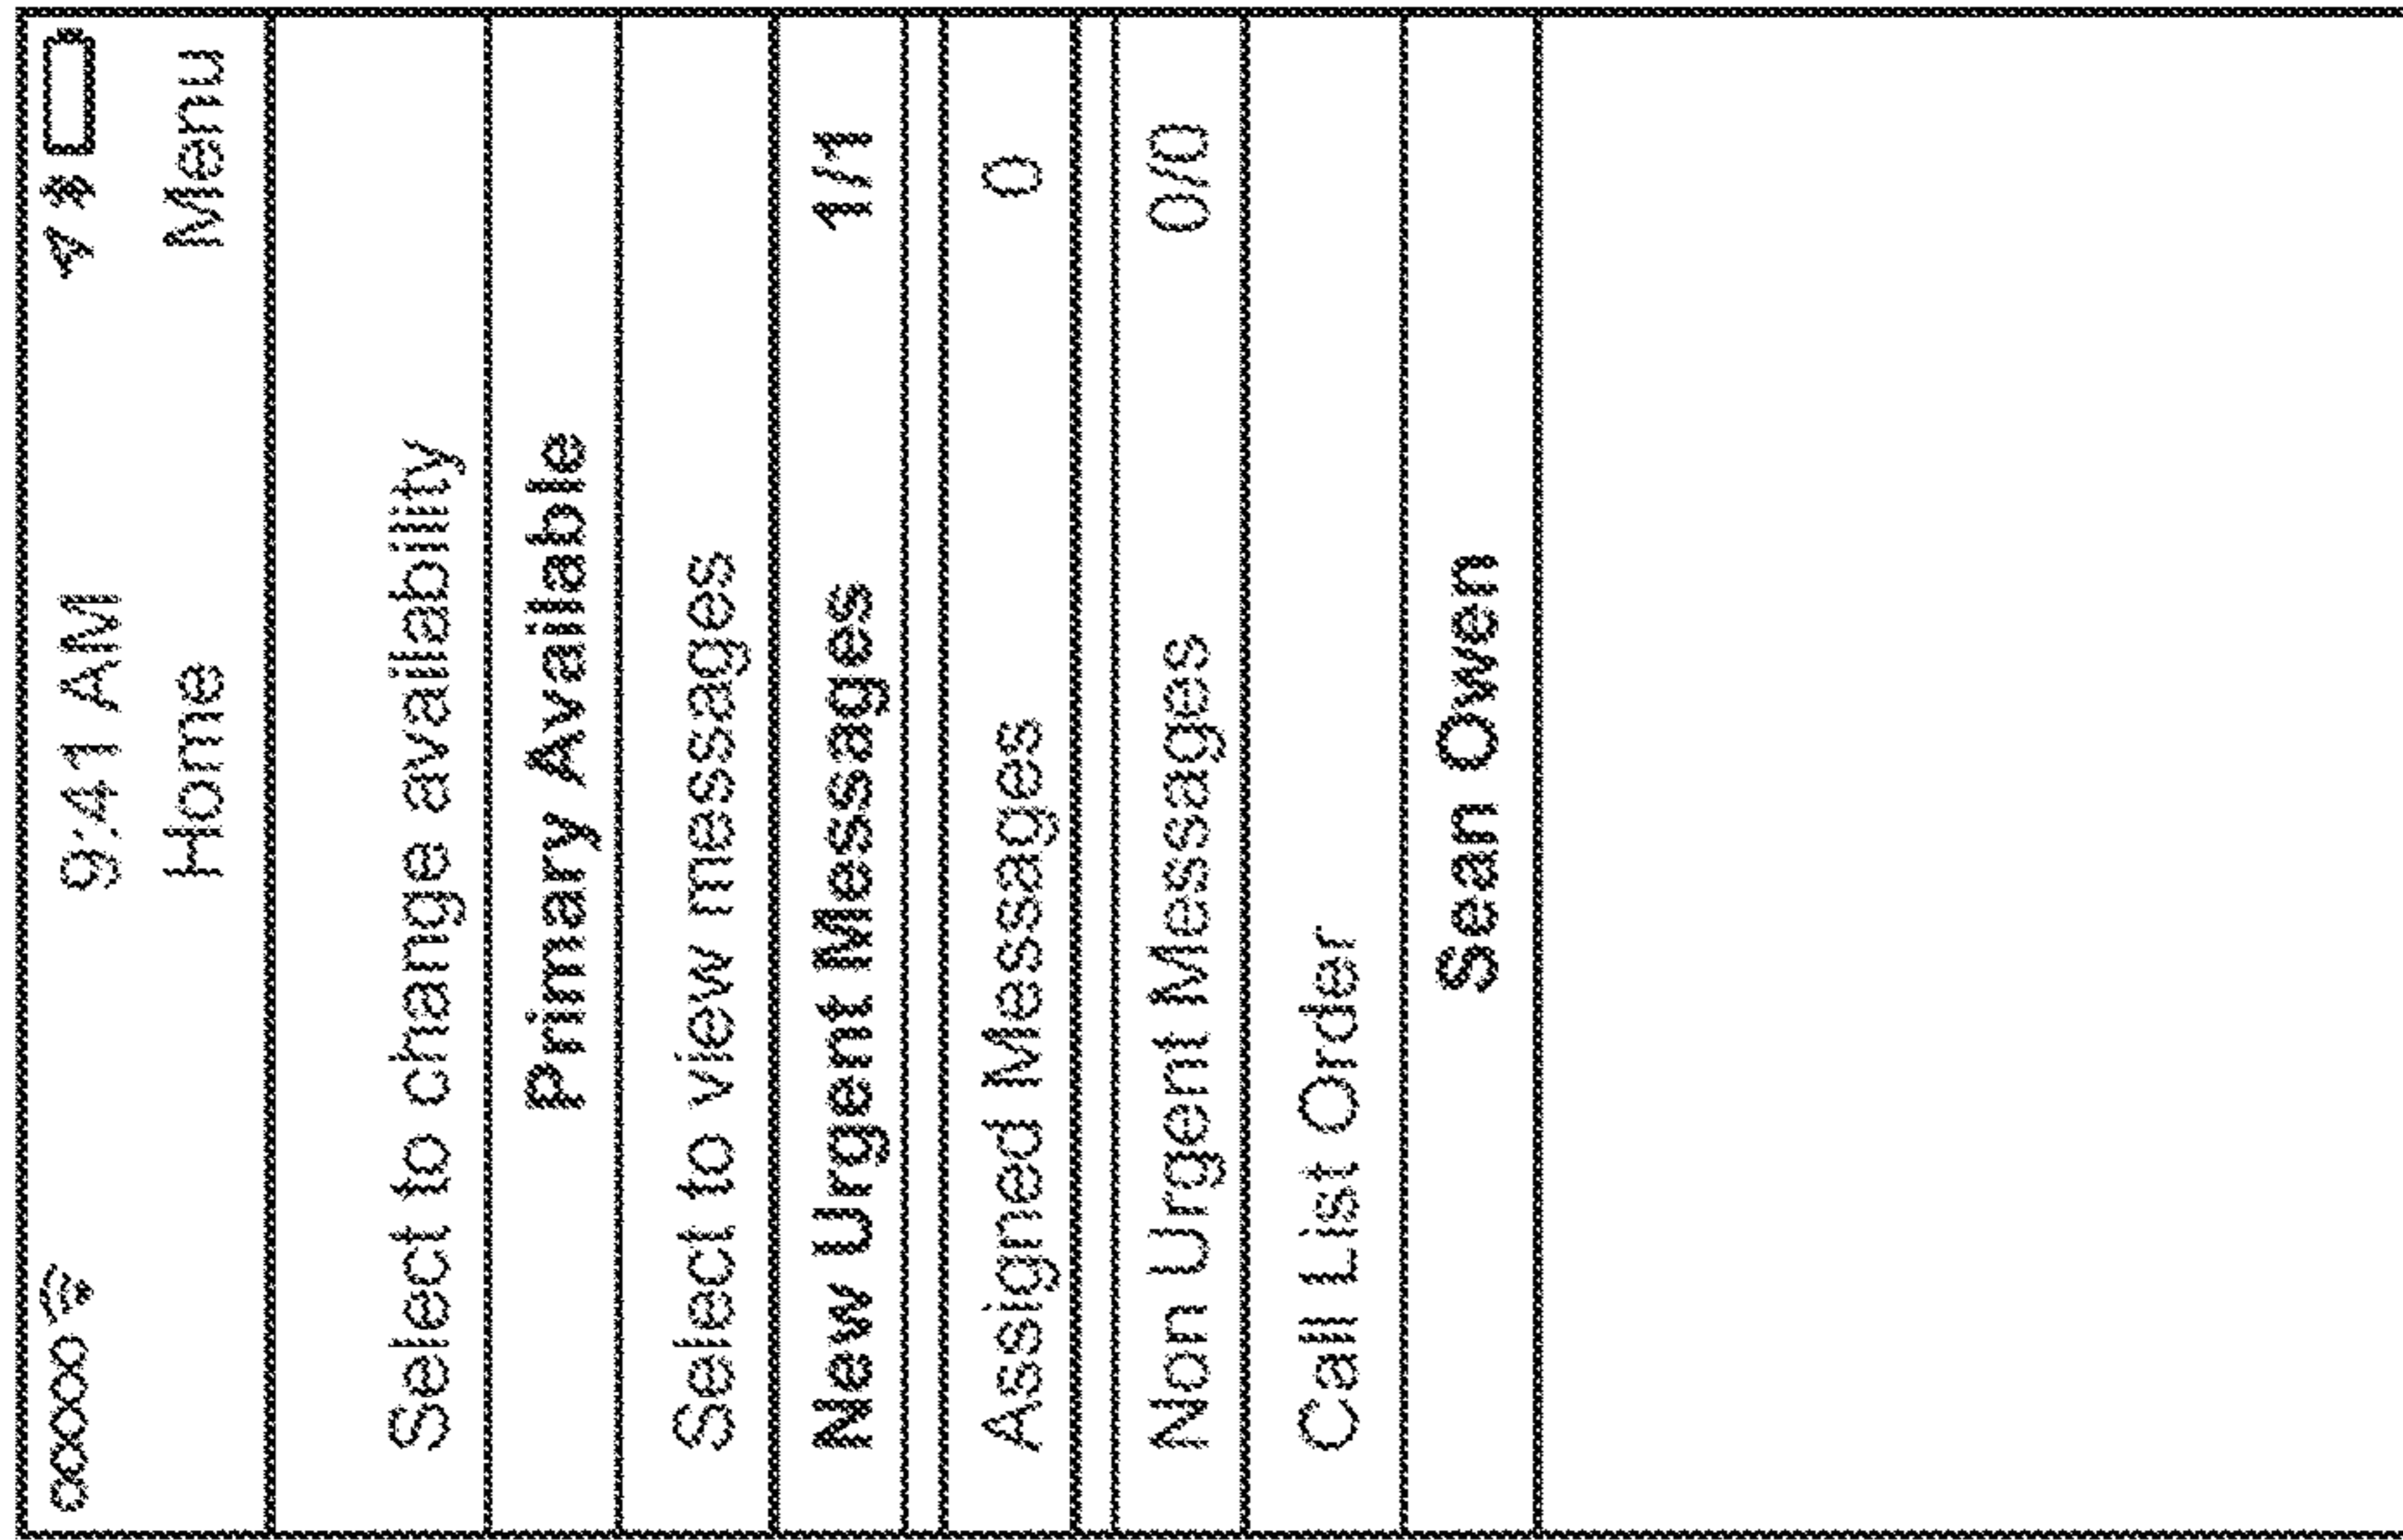 9:41 AM
Home Menu
Select to change availability
Primary Available
Select to view messages
New Urgent Messages 1/1
Assigned Messages 0
Non Urgent Messages 0/0
Call List Order
Sean Owen